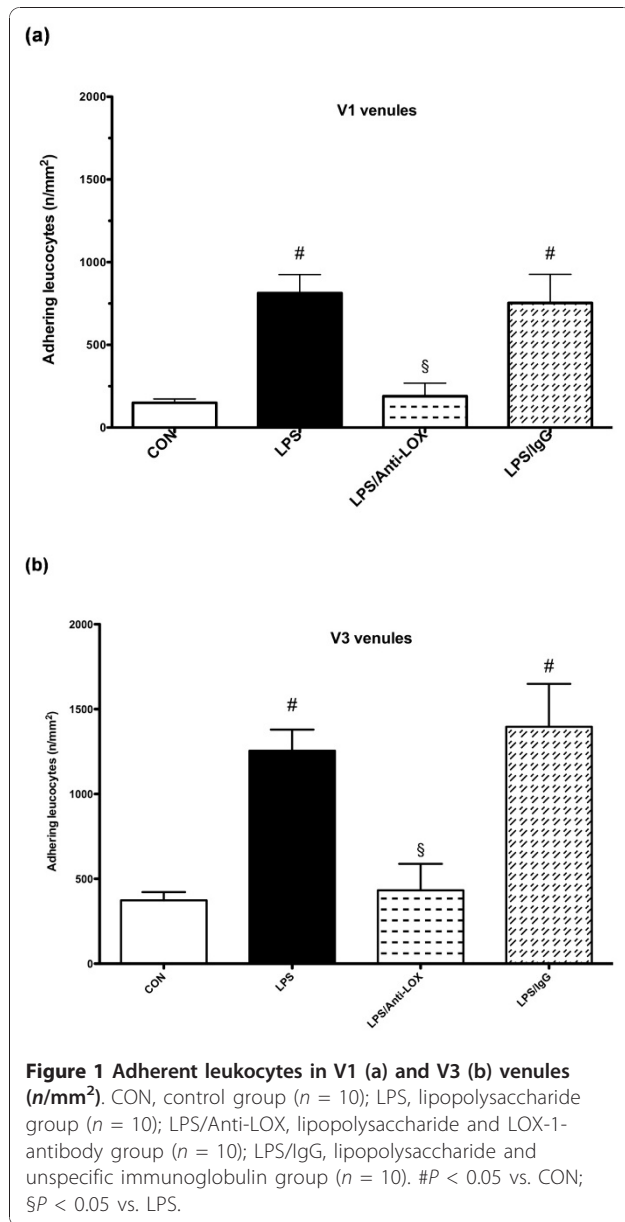 (a)
V1 venules
Adhering leucocytes (n/mm²)
2000
1500
1000
500
0
#
§
#
CON
LPS
LPS/Anti-LOX
LPS/IgG
(b)
V3 venules
Adhering leucocytes (n/mm²)
2000
1500
1000
500
0
#
§
#
CON
LPS
LPS/Anti-LOX
LPS/IgG
Figure 1 Adherent leukocytes in V1 (a) and V3 (b) venules
(n/mm²). CON, control group (n = 10); LPS, lipopolysaccharide
group (n = 10); LPS/Anti-LOX, lipopolysaccharide and LOX-1-
antibody group (n = 10); LPS/IgG, lipopolysaccharide and
unspecific immunoglobulin group (n = 10). #P < 0.05 vs. CON;
§P < 0.05 vs. LPS.